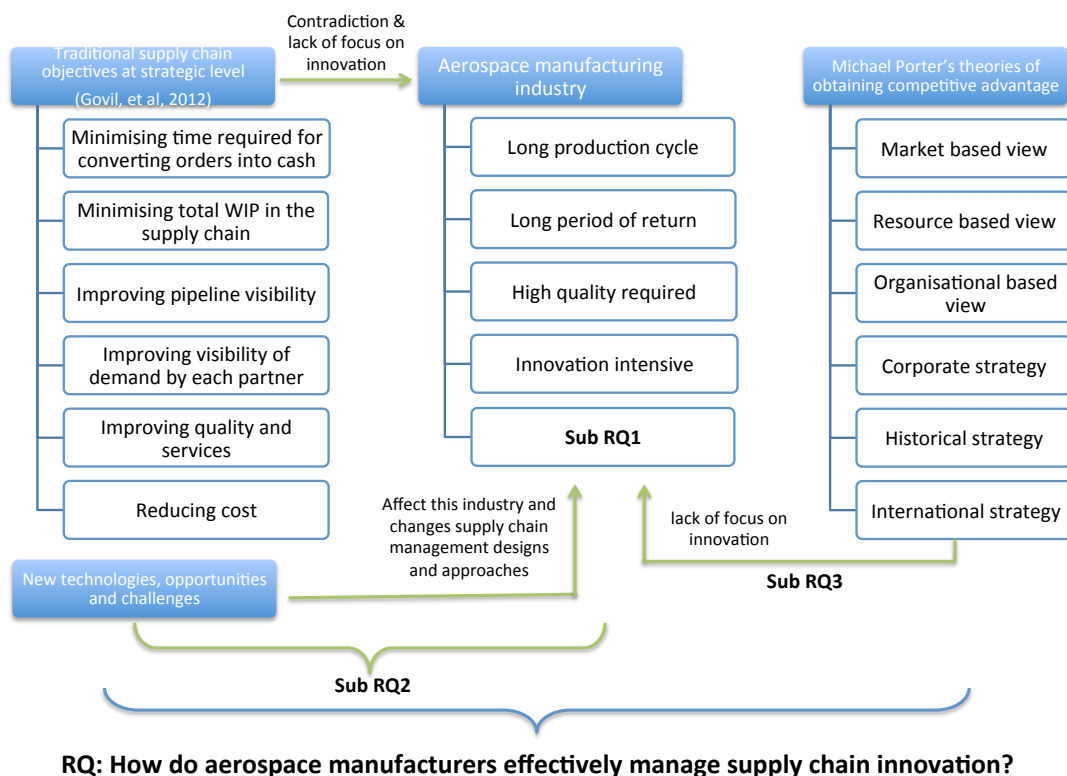 Contradiction &
lack of focus on
innovation
Traditional supply chain
objectives at strategic level
(Govil, et al, 2012)
Minimising time required for
converting orders into cash
Minimising total WIP in the
supply chain
Improving pipeline visibility
Improving visibility of
demand by each partner
Improving quality and
services
Reducing cost
New technologies, opportunities
and challenges
Aerospace manufacturing
industry
Long production cycle
Long period of return
High quality required
Innovation intensive
Sub RQ1
Affect this industry and
changes supply chain
management designs
and approaches
Michael Porter's theories of
obtaining competitive advantage
Market based view
Resource based view
Organisational based
view
Corporate strategy
Historical strategy
International strategy
lack of focus on
innovation
Sub RQ3
Sub RQ2
RQ: How do aerospace manufacturers effectively manage supply chain innovation?